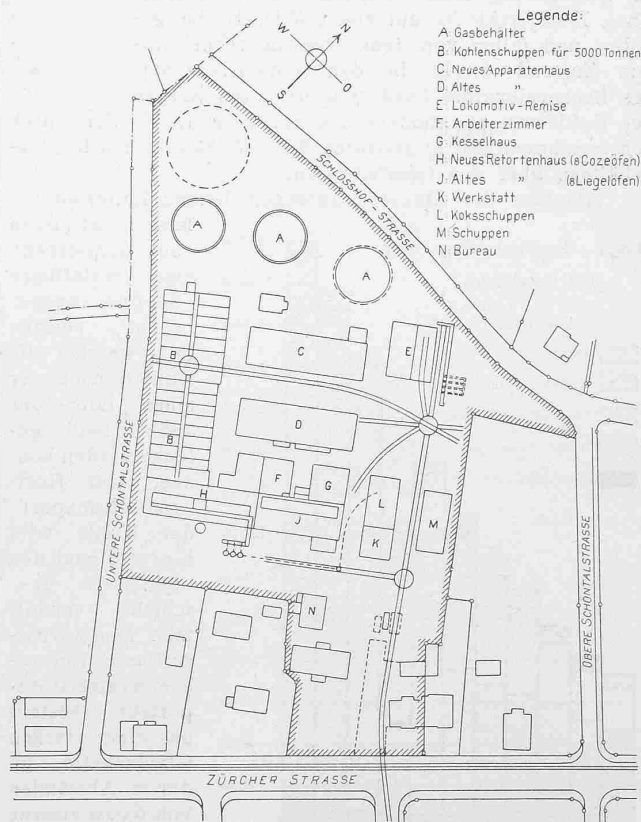 Legende:
A: Gasbehälter
B: Kohlenschuppen für 5000 Tonnen
C: Neues Apparatenhaus
D: Altes "
E: Lokomotiv-Remise
F: Arbeiterzimmer
G: Kesselhaus
H: Neues Retortenhaus (8 Cozeöfen)
J: Altes " (8 Liegelöfen)
K: Werkstatt
L: Koksschuppen
M: Schuppen
N: Bureau
W
N
S
O
SCHLOSSHOF-STRASSE
A
A
A
B
C
E
B
D
F
G
H
J
L
K
M
N
UNTERE SCHÖNTALSTRASSE
OBERE SCHÖNTALSTRASSE
ZÜRCHER STRASSE